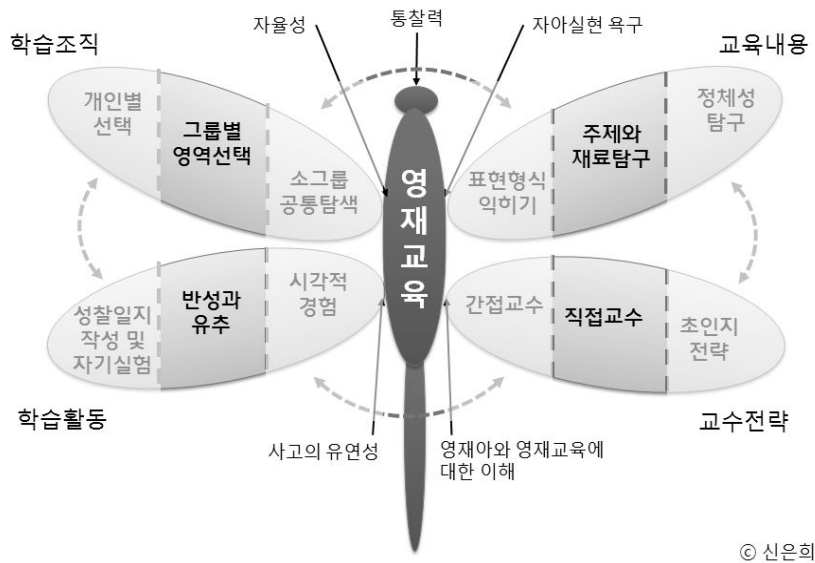 자율성
통찰력
자아실현 욕구
학습조직
교육내용
개인별
선택
그룹별
영역선택
소그룹
공통탐색
영
재
교
육
표현형식
익히기
주제와
재료탐구
정체성
탐구
성찰일지
작성 및
자기실험
반성과
유추
시각적
경험
간접교수
직접교수
초인지
전략
학습활동
교수전략
사고의 유연성
영재아와 영재교육에
대한 이해
ⓒ 신은희